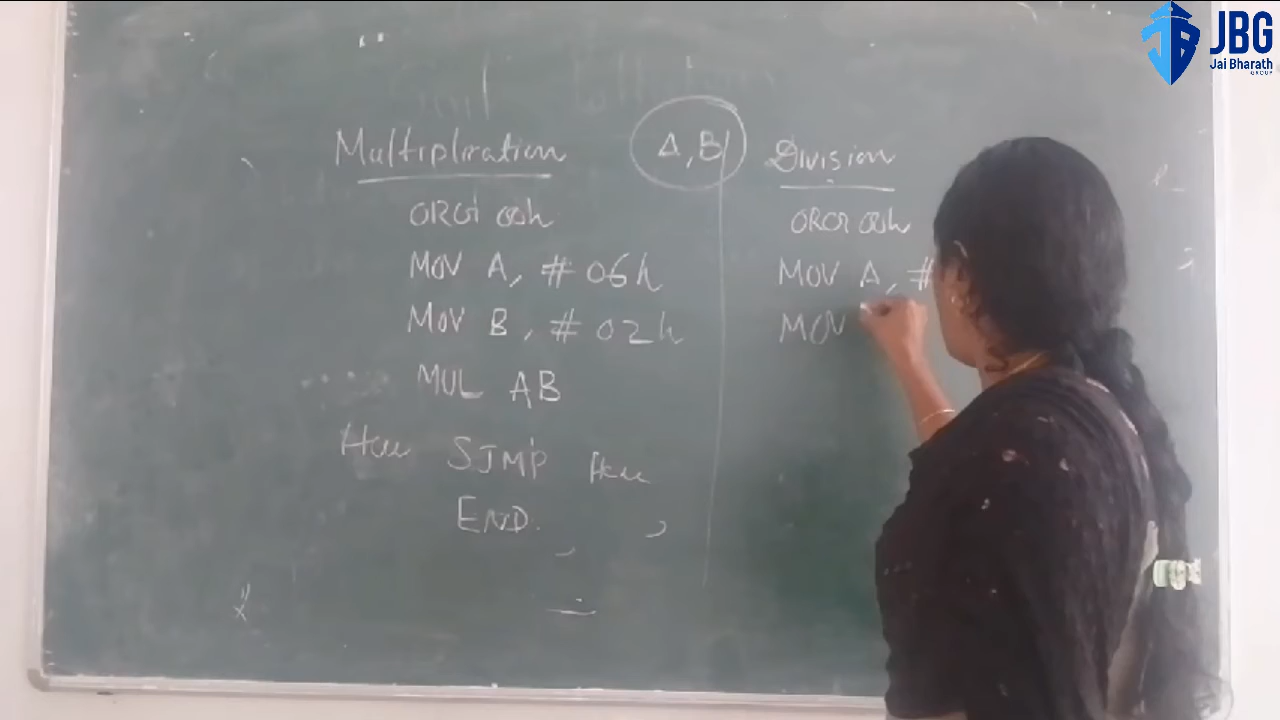 JBG
Jai Bharath
GROUP
Multiplication
ORG 00h
MOV A, # 06h
MOV B, # 02h
MUL AB
Here SJMP Here
END.
A, B
Division
ORG 00h
MOV A, #
MOV